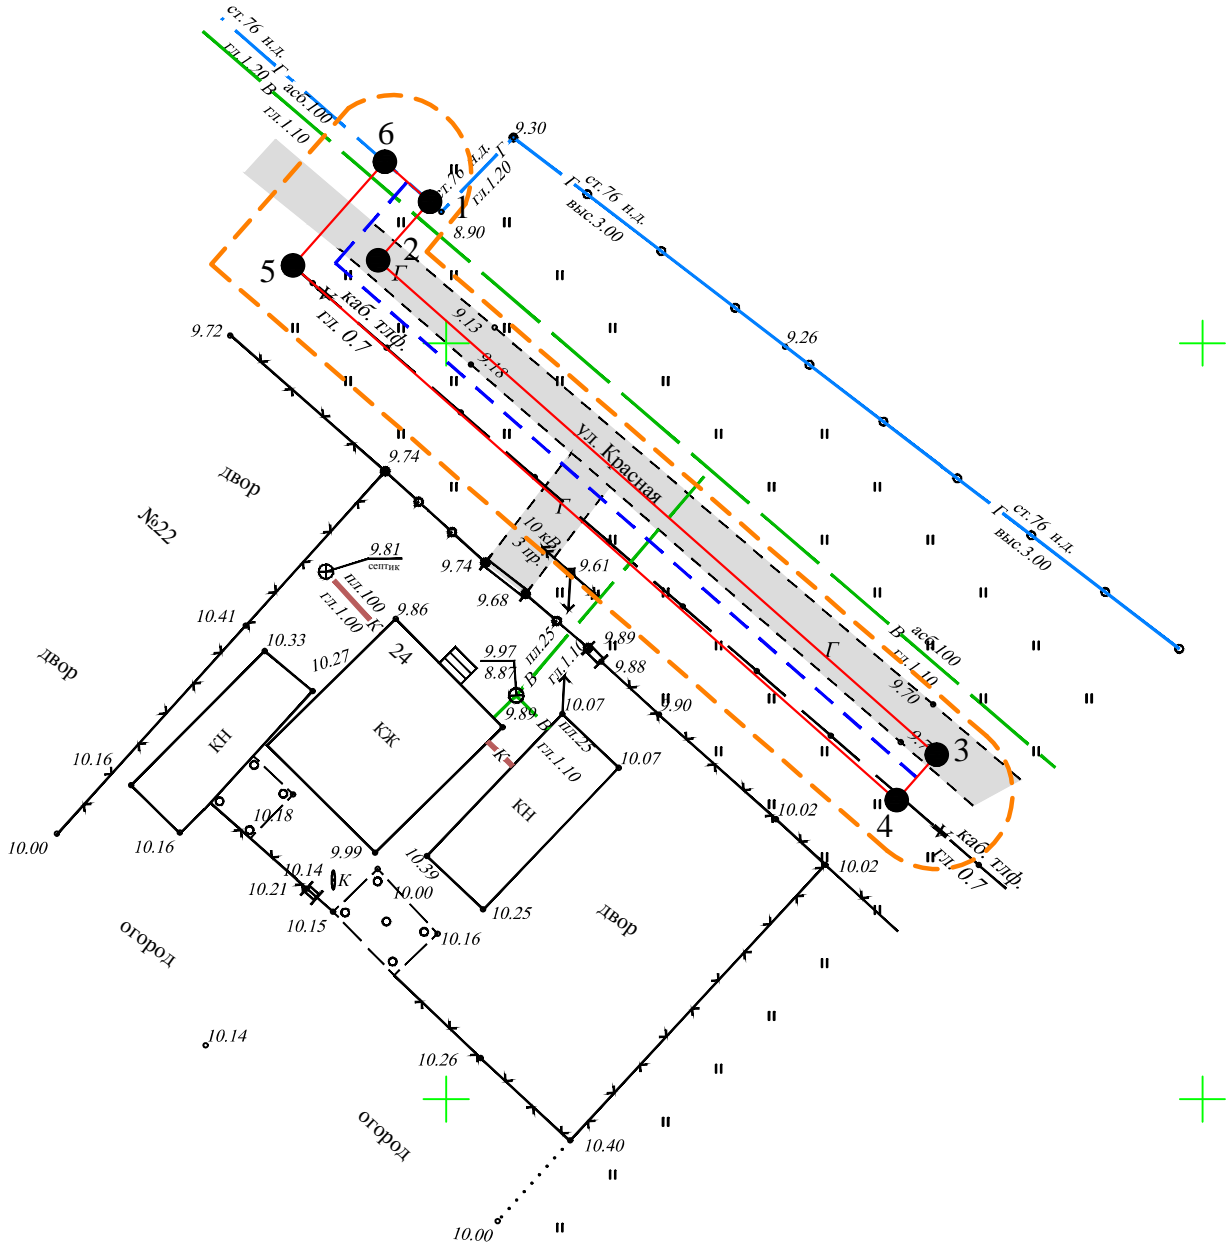 ст.76 н.д.
Г
гл.1.20
В
асб.100
гл.1.10
6
9.30
ст.76 н.д.
Г
гл.1.20
1
8.90
Г
ст.76 н.д.
выс.3.00
2
Г
5
каб. тлф.
гл. 0.7
9.13
9.18
9.72
9.26
ул. Красная
9.74
двор
№22
Г
10 кВ
3 пр.
9.81
септик
9.74
9.61
9.68
Г
ст.76 н.д.
выс.3.00
пл.100
гл.1.00
К
9.86
10.41
10.33
10.27
24
9.97
8.87
пл.25
гл.1.10
В
9.89
9.88
В
асб.100
гл.1.10
Г
двор
9.90
9.70
10.07
9.89
В
пл.25
гл.1.10
КН
КЖ
К
10.07
3
10.16
10.18
КН
10.02
4
каб. тлф.
гл. 0.7
10.00
10.16
9.99
10.39
10.02
10.14
К
10.21
10.00
10.15
10.25
10.16
двор
огород
10.14
10.26
огород
10.40
10.00